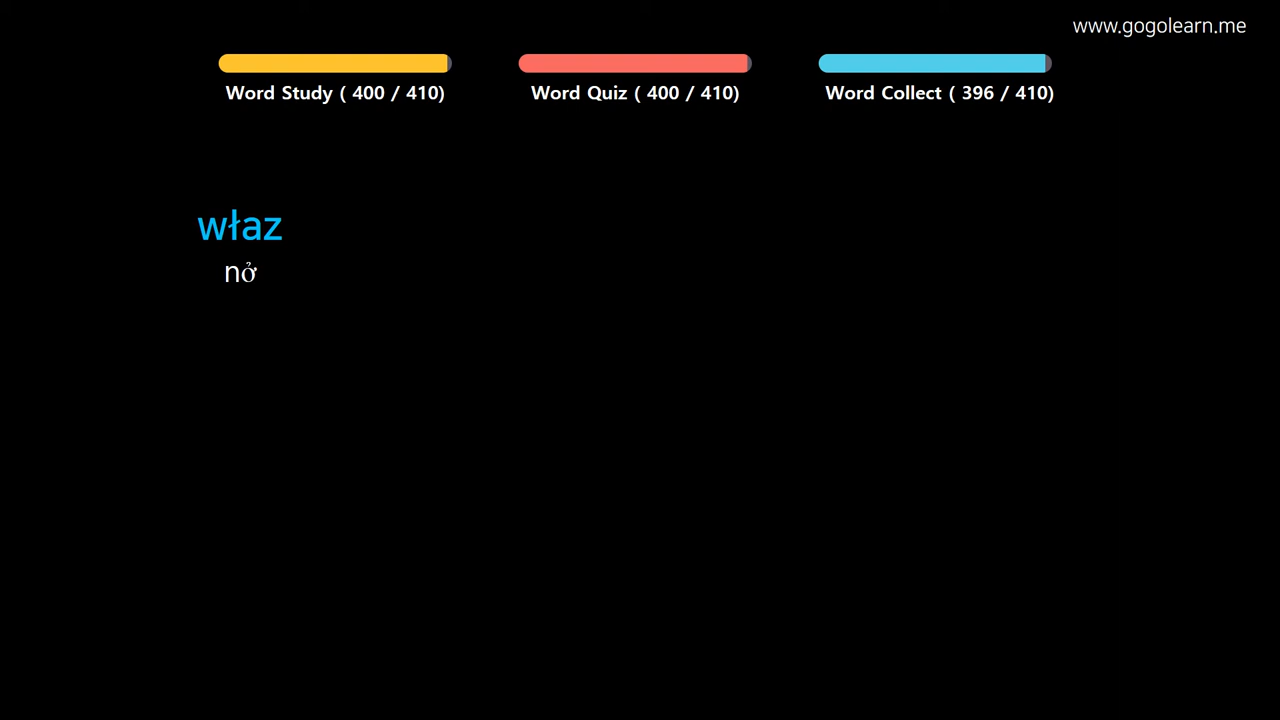 www.gogolearn.me
Word Study ( 400 / 410)
Word Quiz ( 400 / 410)
Word Collect ( 396 / 410)
właz
nở